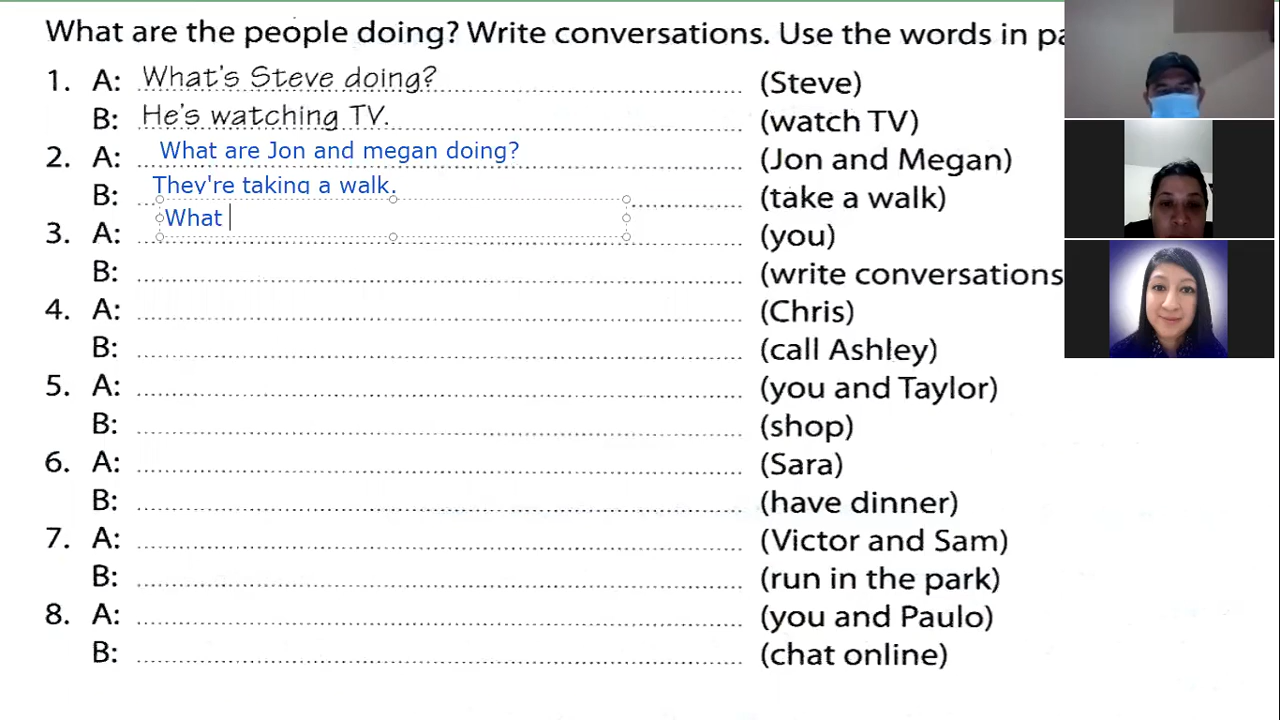 What are the people doing? Write conversations. Use the words in pa
1. A: What's Steve doing? (Steve)
B: He's watching TV. (watch TV)
2. A: What are Jon and megan doing? (Jon and Megan)
B: They're taking a walk. (take a walk)
3. A: What (you)
B: (write conversations
4. A: (Chris)
B: (call Ashley)
5. A: (you and Taylor)
B: (shop)
6. A: (Sara)
B: (have dinner)
7. A: (Victor and Sam)
B: (run in the park)
8. A: (you and Paulo)
B: (chat online)